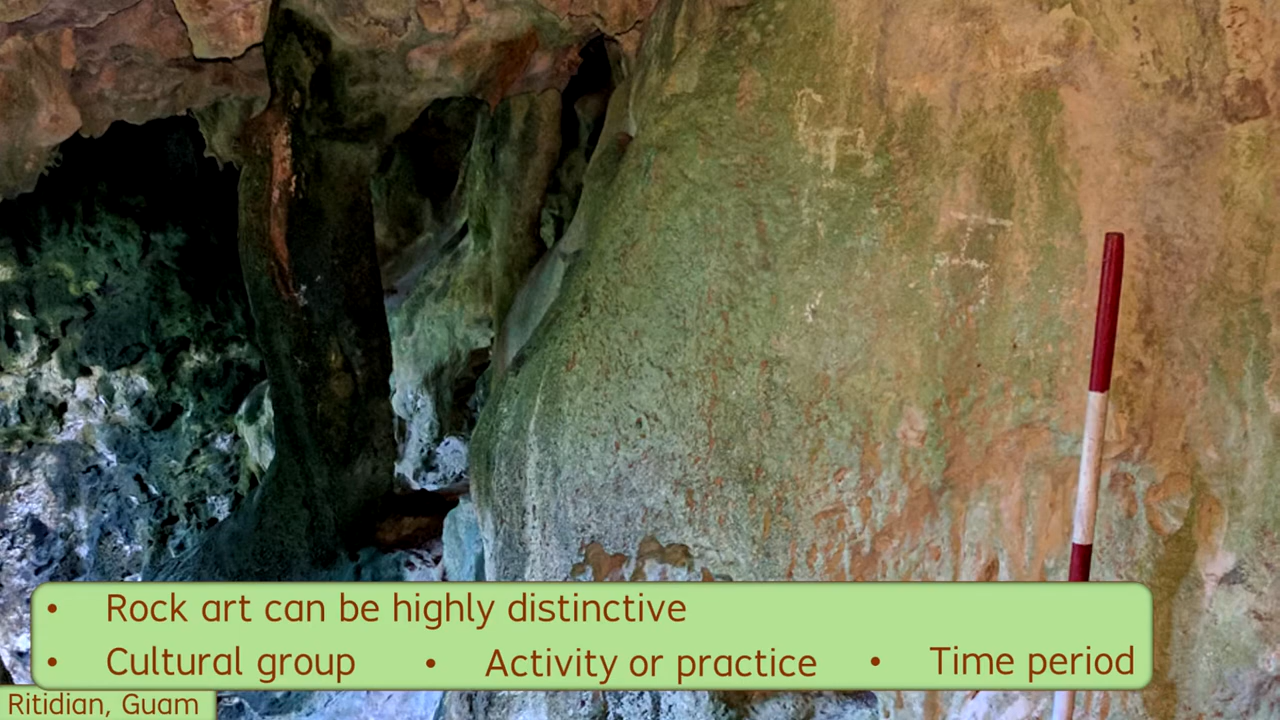 • Rock art can be highly distinctive
• Cultural group • Activity or practice • Time period
Ritidian, Guam